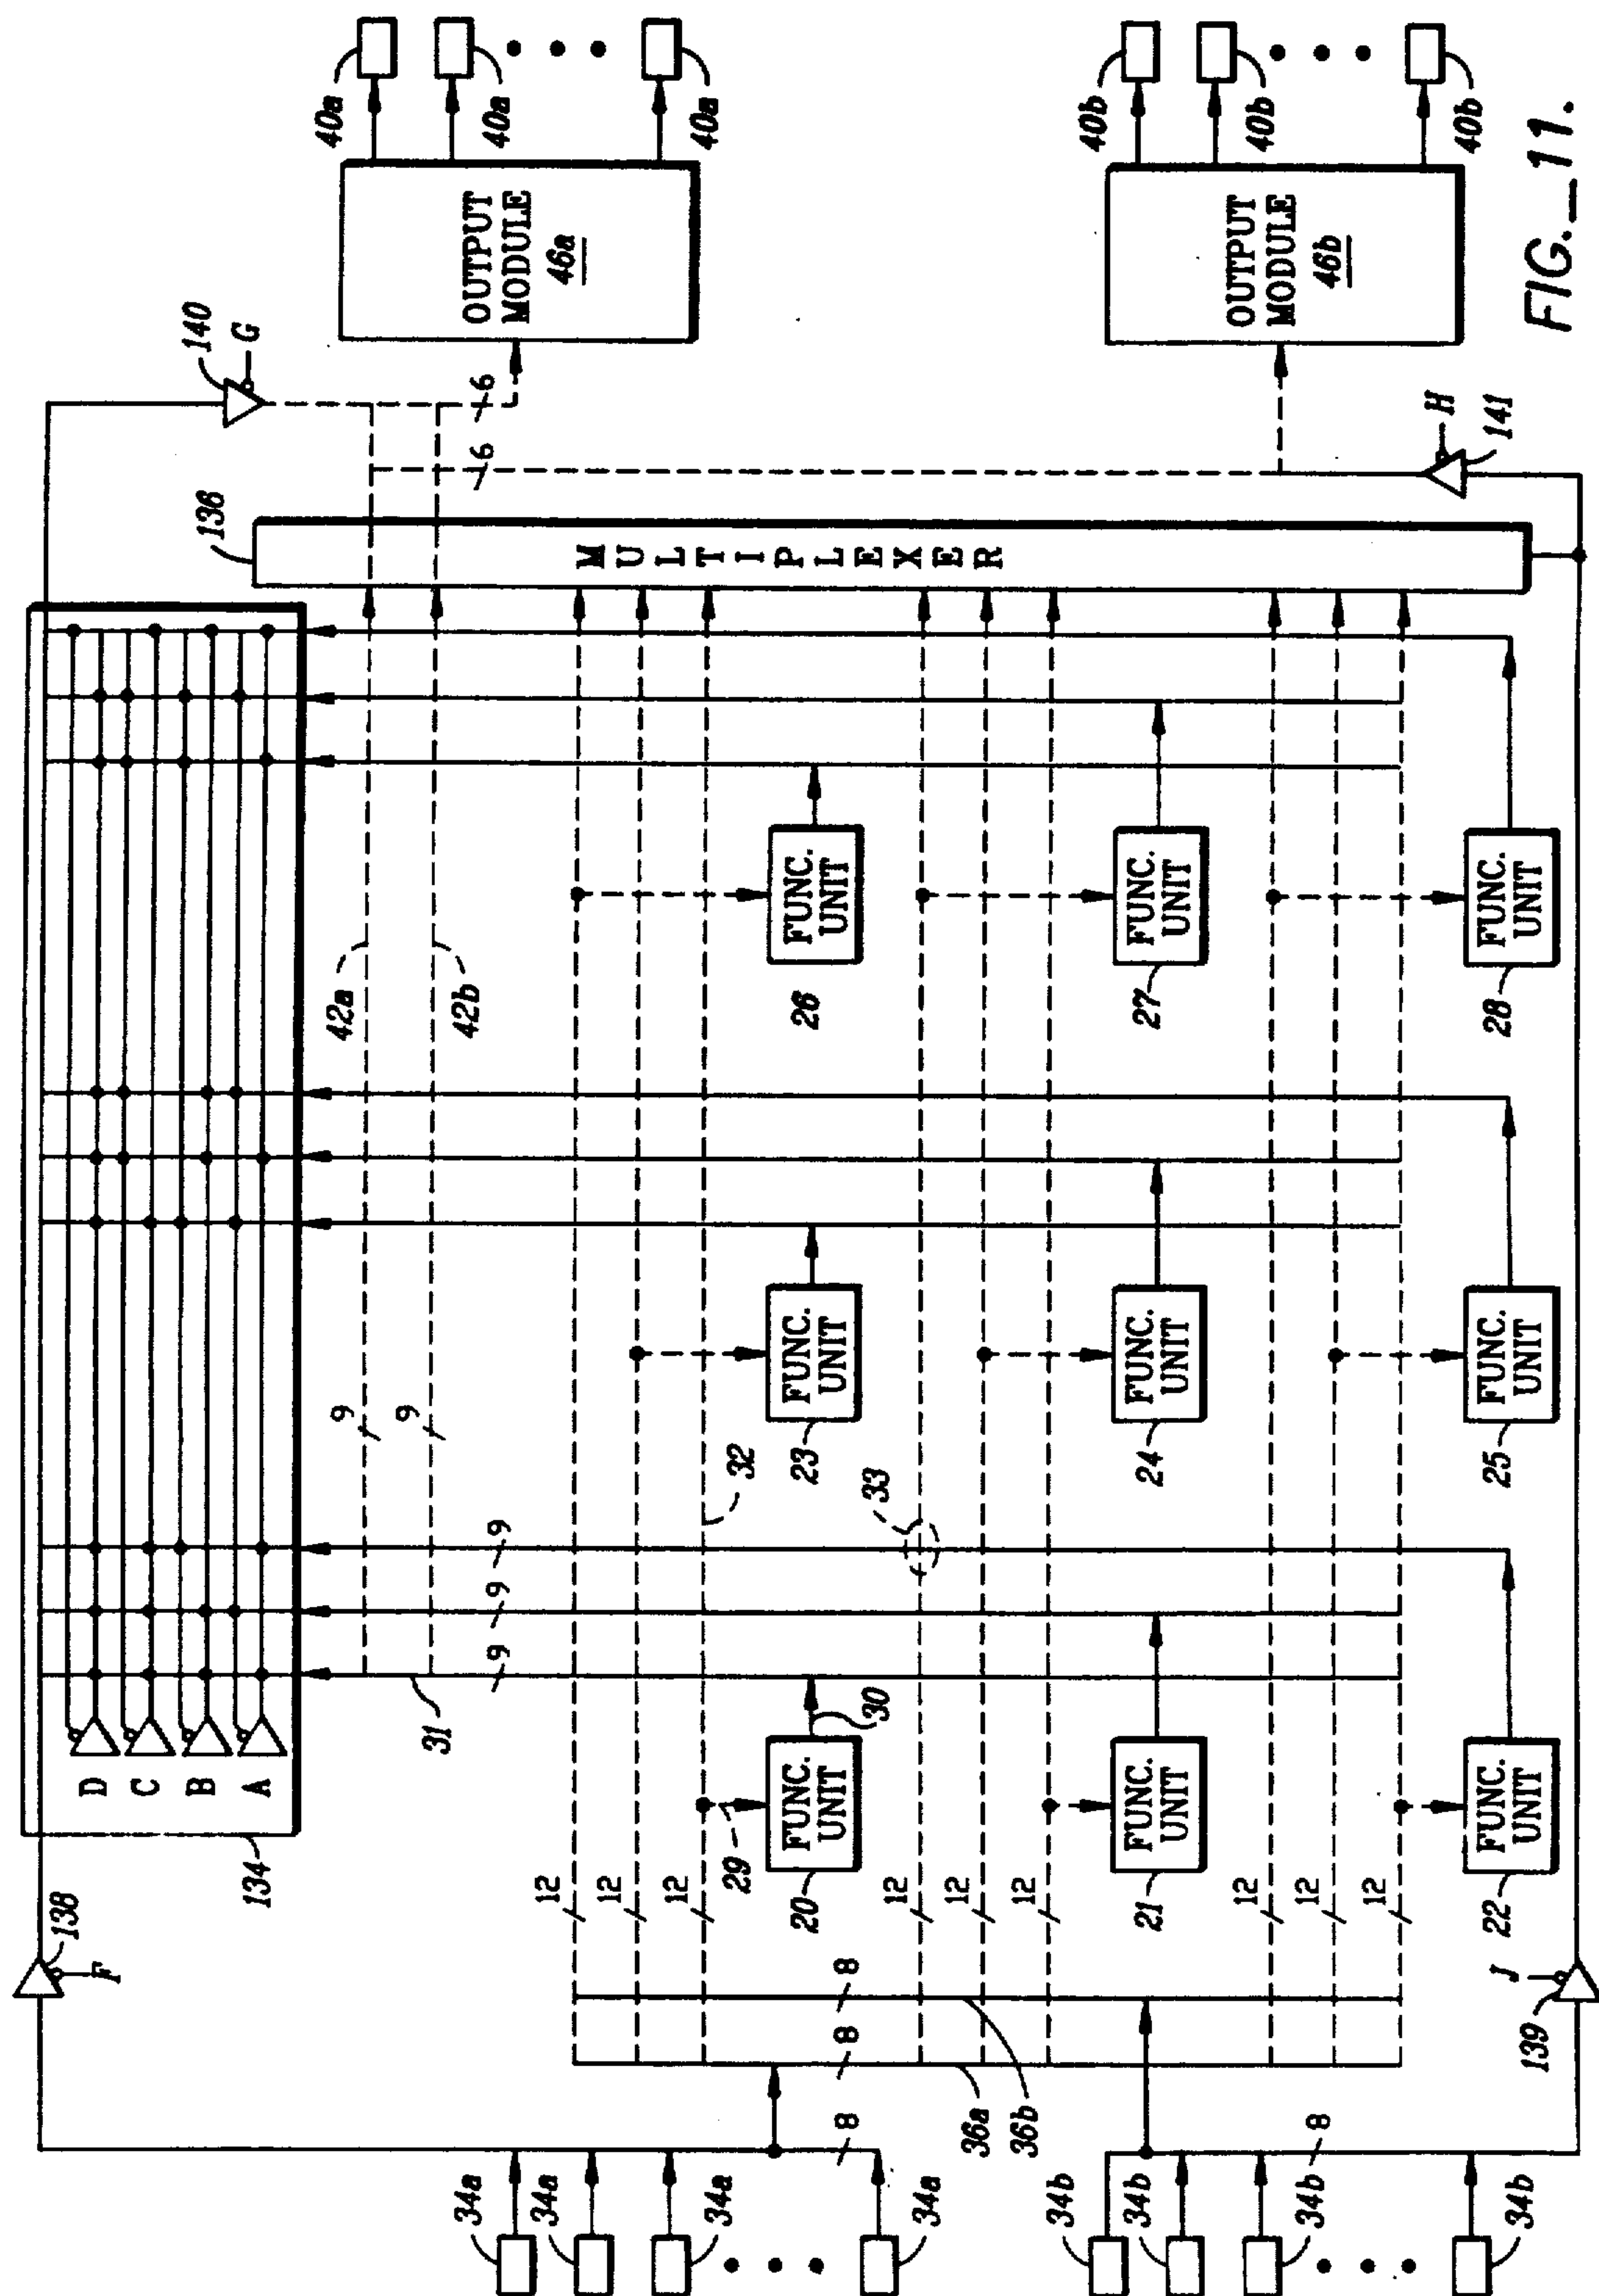 138
F
134
D
C
B
A
140
G
40a
40a
40a
OUTPUT
MODULE
46a
9
9
42a
42b
31
9
9
9
6
6
136
MULTIPLEXER
34a
34a
34a
34a
8
12
12
12
29
30
32
FUNC.
UNIT
20
FUNC.
UNIT
23
FUNC.
UNIT
26
8
8
33
36a
36b
12
12
12
FUNC.
UNIT
21
FUNC.
UNIT
24
FUNC.
UNIT
27
34b
34b
34b
34b
8
12
12
12
FUNC.
UNIT
22
FUNC.
UNIT
25
FUNC.
UNIT
28
J
139
H
141
OUTPUT
MODULE
46b
40b
40b
40b
FIG._11.